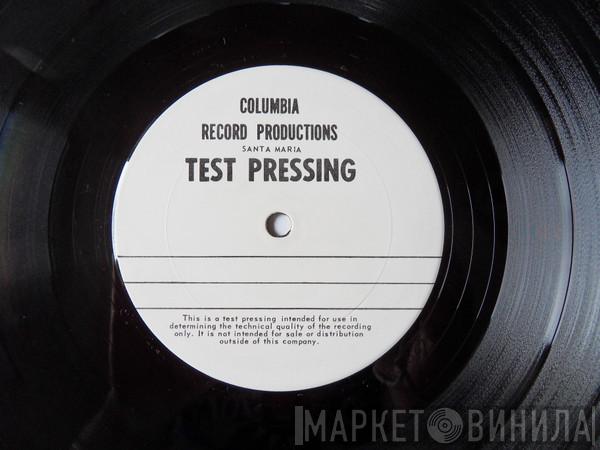 COLUMBIA
RECORD PRODUCTIONS
SANTA MARIA
TEST PRESSING
This is a test pressing intended for use in
determining the technical quality of the recording
only. It is not intended for sale or distribution
outside of this company.
МАРКЕТ ВИНИЛА